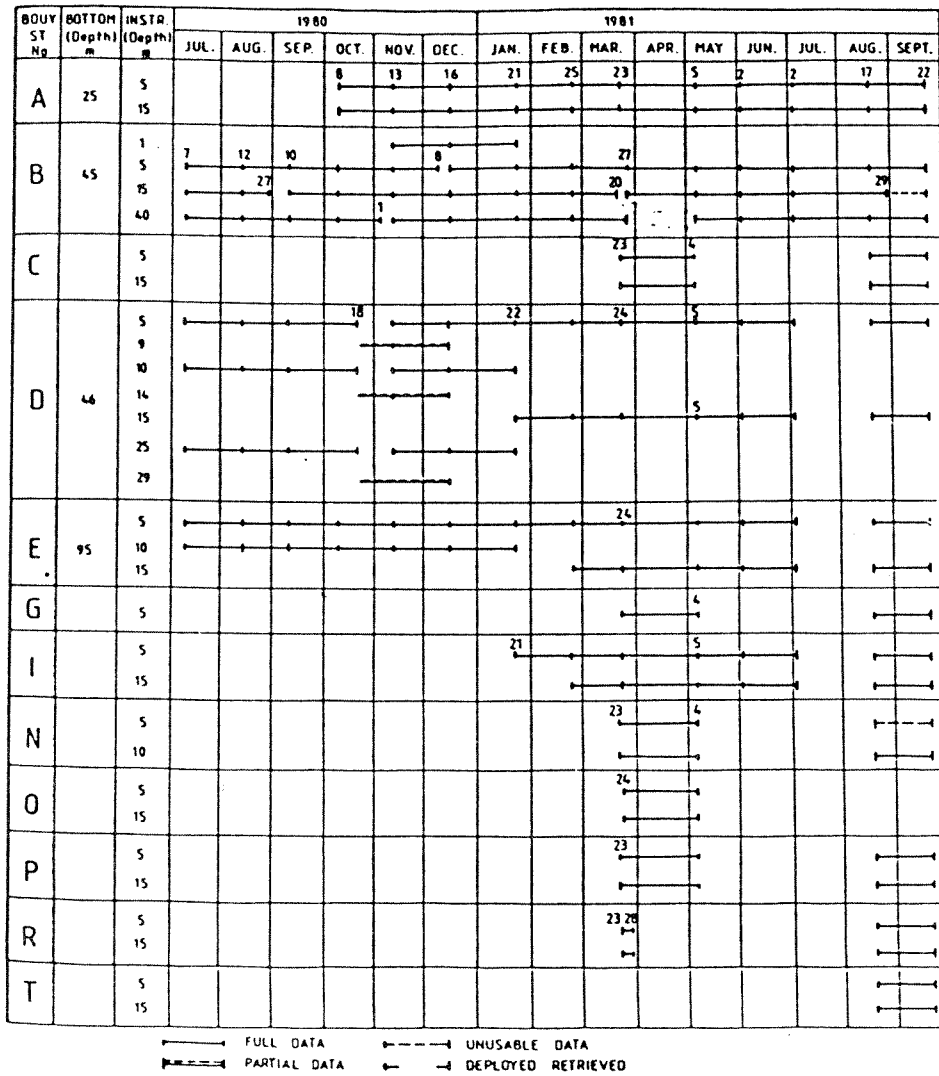 BOUY BOTTOM INSTR. 1980 1981
ST (Depth) (Depth)
No m m JUL. AUG. SEP. OCT. NOV. DEC. JAN. FEB. MAR. APR. MAY JUN. JUL. AUG. SEPT.
6 13 16 21 25 23 5 2 2 17 22
A 25 5
15
1
7 12 10 8 27
B 45 5
15 27 20 29
40 1
23 4
C 5
15
18 22 24 5
5
9
10
D 46 14
15 5
25
29
5 24
E 95 10
15
4
G 5
5 21 5
I
15
5 23 4
N
10
24
5
O
15
5 23
P
15
5 23 28
R
15
5
T
15
FULL DATA UNUSABLE DATA
PARTIAL DATA DEPLOYED RETRIEVED